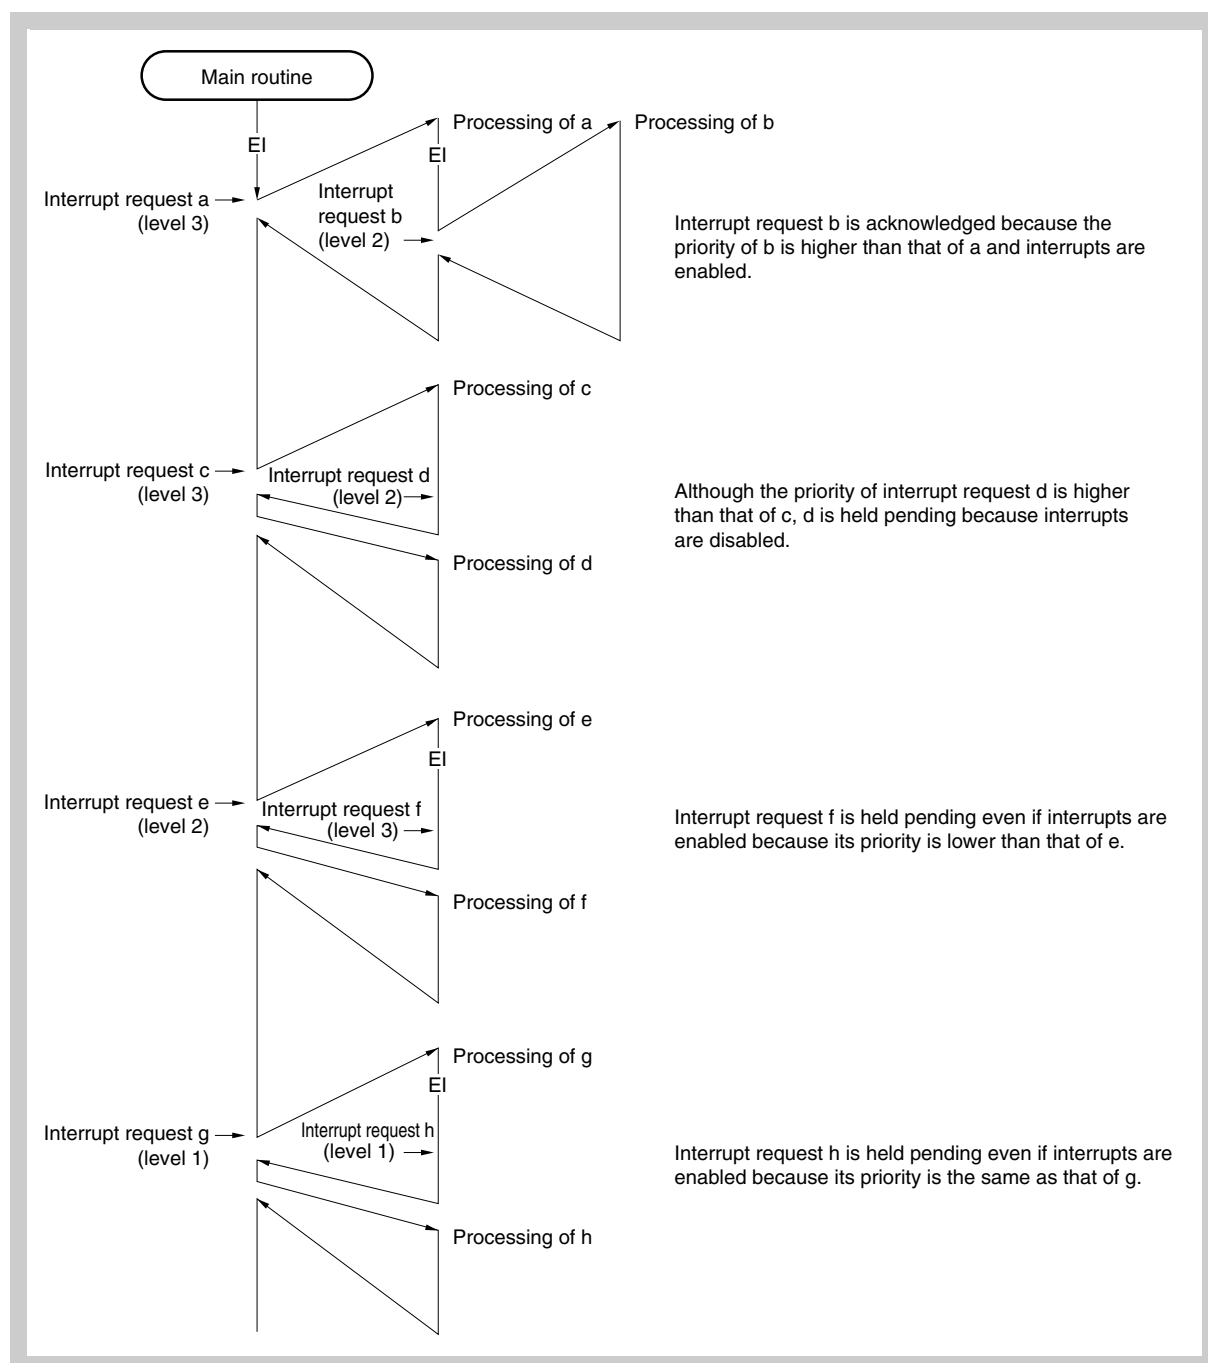 Main routine
EI
Processing of a
Processing of b
EI
Interrupt request a
(level 3)
Interrupt
request b
(level 2)
Interrupt request b is acknowledged because the
priority of b is higher than that of a and interrupts are
enabled.
Processing of c
Interrupt request c
(level 3)
Interrupt request d
(level 2)
Although the priority of interrupt request d is higher
than that of c, d is held pending because interrupts
are disabled.
Processing of d
Processing of e
EI
Interrupt request e
(level 2)
Interrupt request f
(level 3)
Interrupt request f is held pending even if interrupts are
enabled because its priority is lower than that of e.
Processing of f
Processing of g
EI
Interrupt request g
(level 1)
Interrupt request h
(level 1)
Interrupt request h is held pending even if interrupts are
enabled because its priority is the same as that of g.
Processing of h